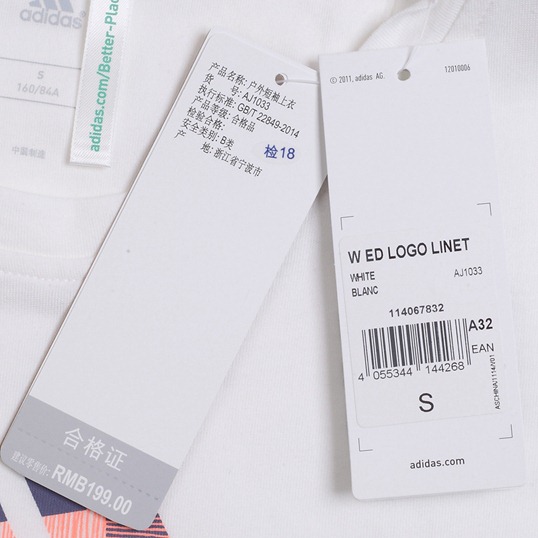 adidas
S
160/84A
中國製造
adidas.com/Better-Plac
产品名称: 户外短袖上衣
货 号: AJ1033
执行标准: GB/T 22849-2014
产品等级: 合格品
检验合格:
检18
安全类别: B类
产 地: 浙江省宁波市
合格证
建议零售价:
RMB199.00
© 2011, adidas AG.
12010006
W ED LOGO LINET
WHITE
AJ1033
BLANC
114067832
A32
EAN
4 055344 144268
S
adidas.com